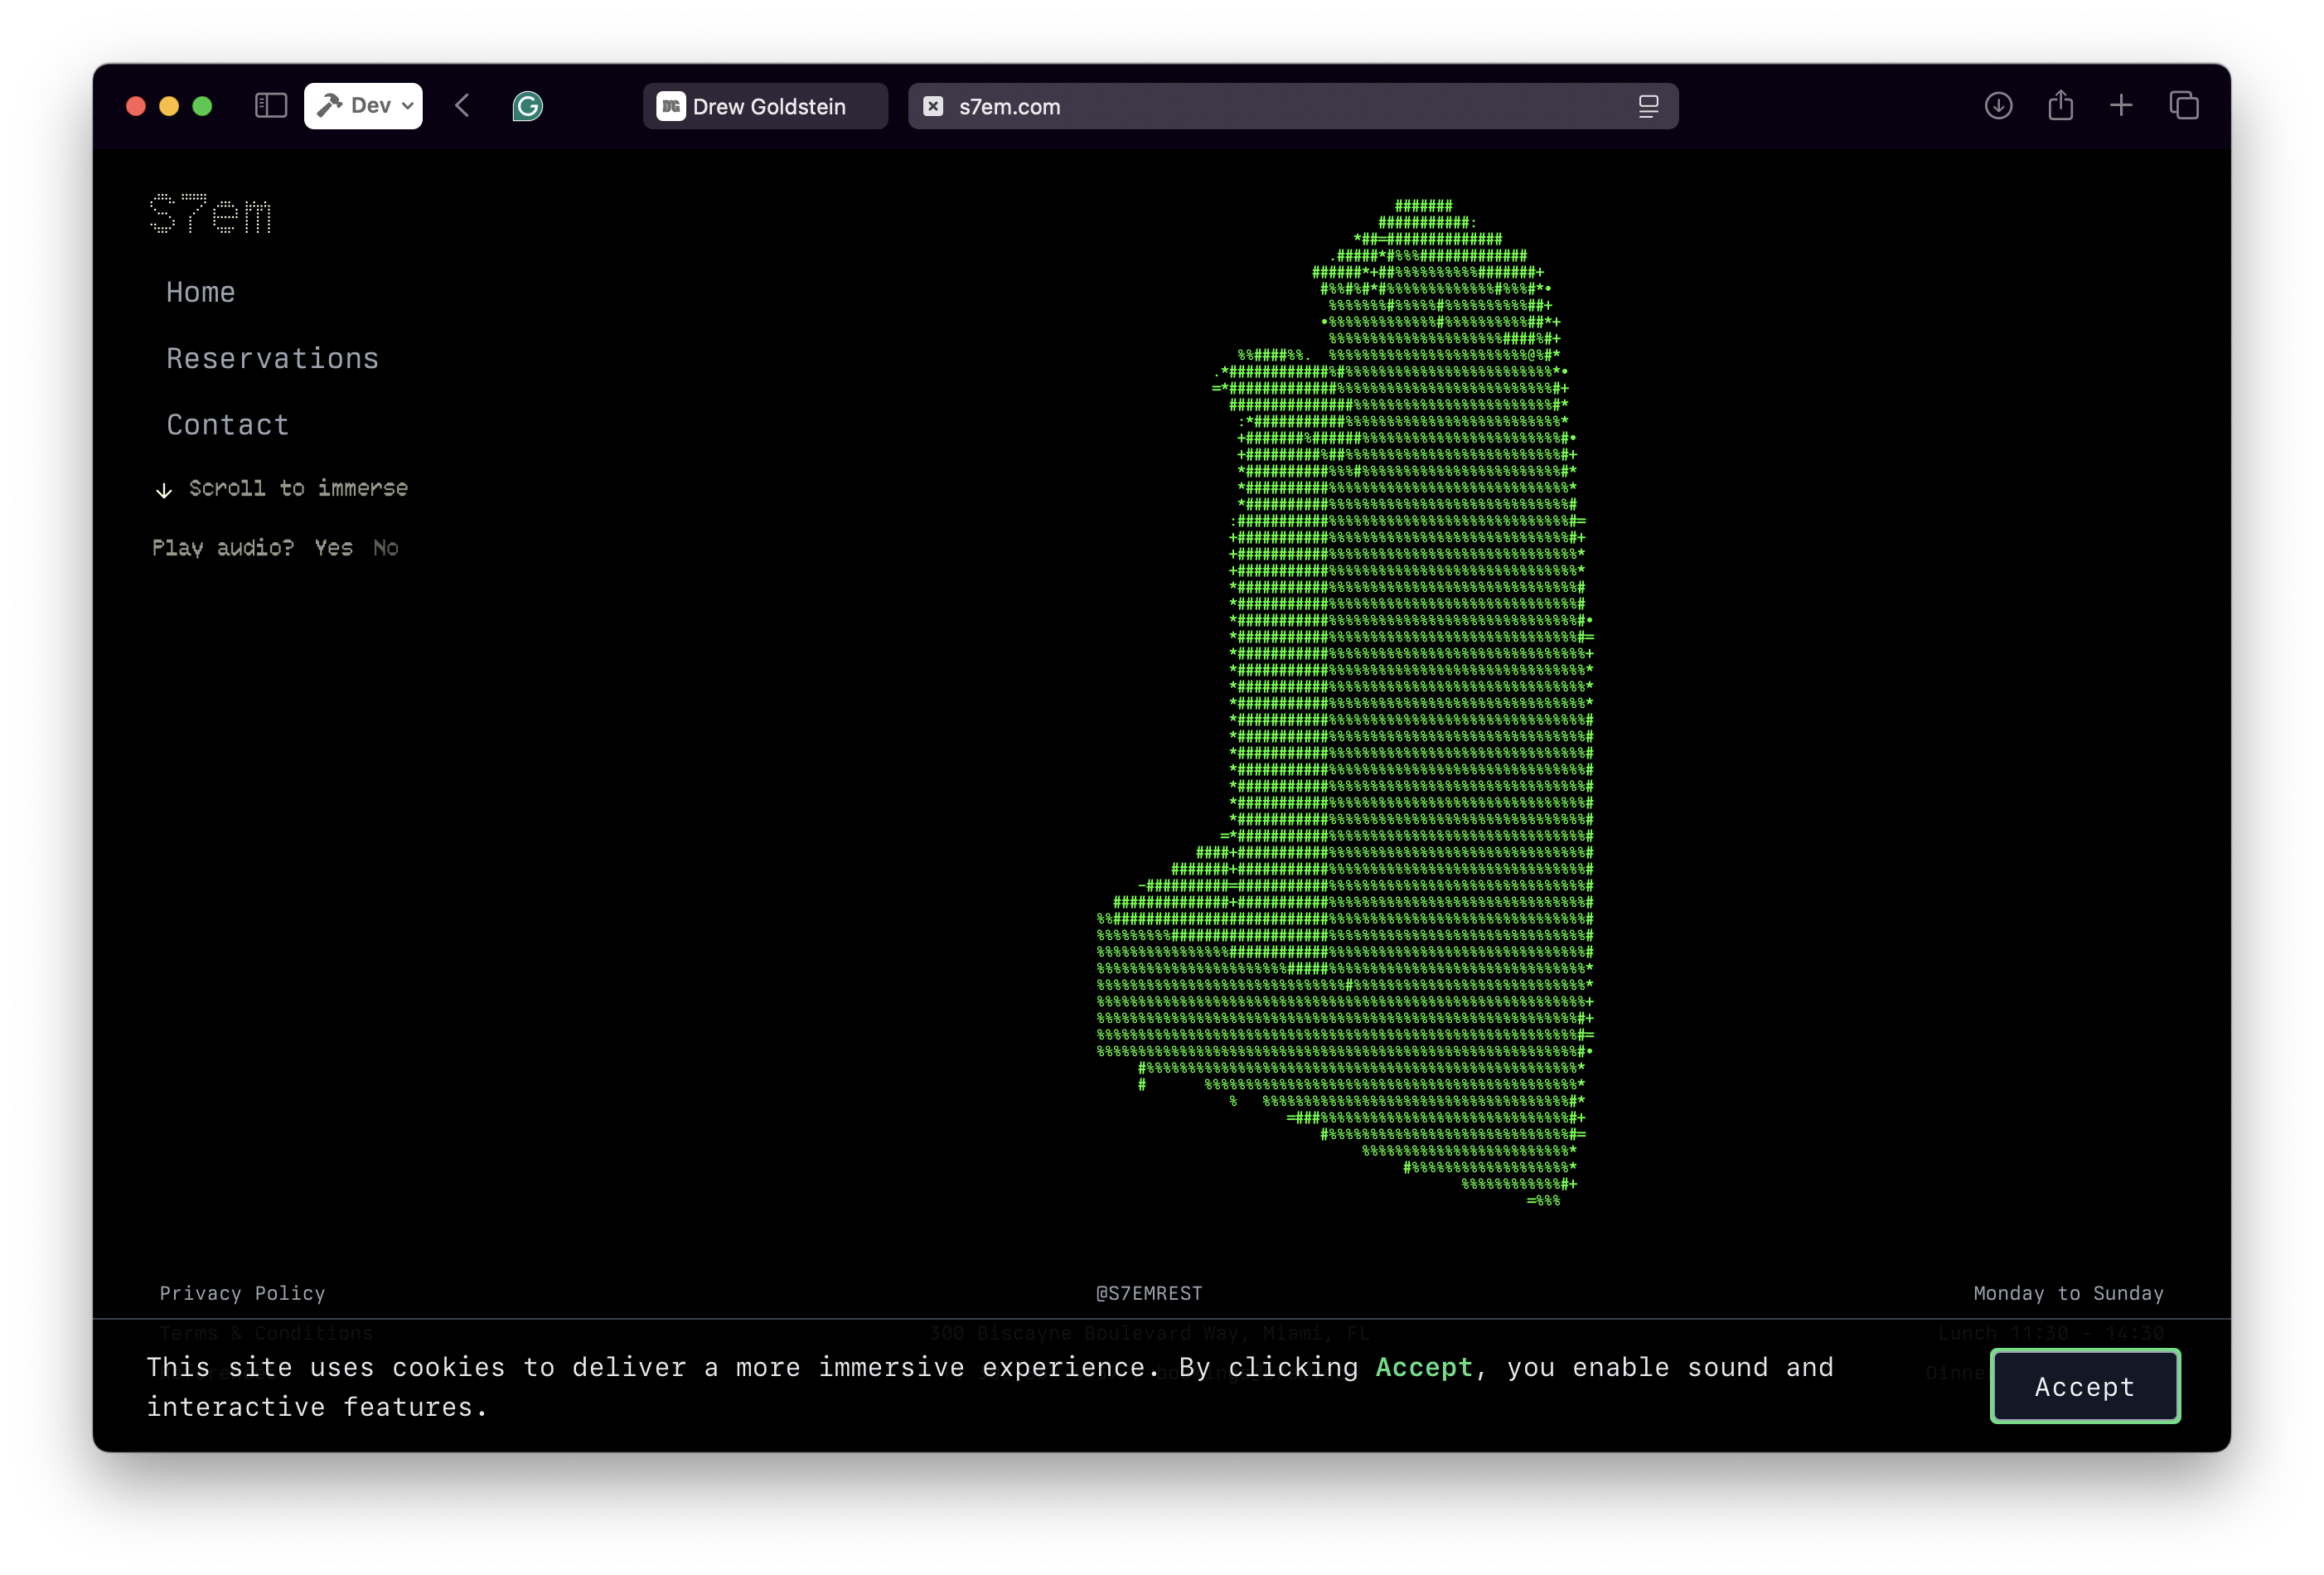 Dev
Drew Goldstein
s7em.com
S7em
Home
Reservations
Contact
↓ Scroll to immerse
Play audio? Yes No
Privacy Policy
@S7EMREST
Monday to Sunday
Terms & Conditions
300 Biscayne Boulevard Way, Miami, FL
Lunch 11:30 - 14:30
Dinne
This site uses cookies to deliver a more immersive experience. By clicking Accept, you enable sound and
interactive features.
Accept